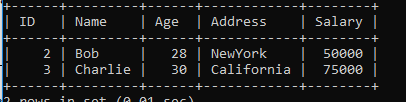 | ID | Name | Age | Address | Salary |
| 2 | Bob | 28 | NewYork | 50000 |
| 3 | Charlie | 30 | California | 75000 |
2 rows in set (0.01 sec)